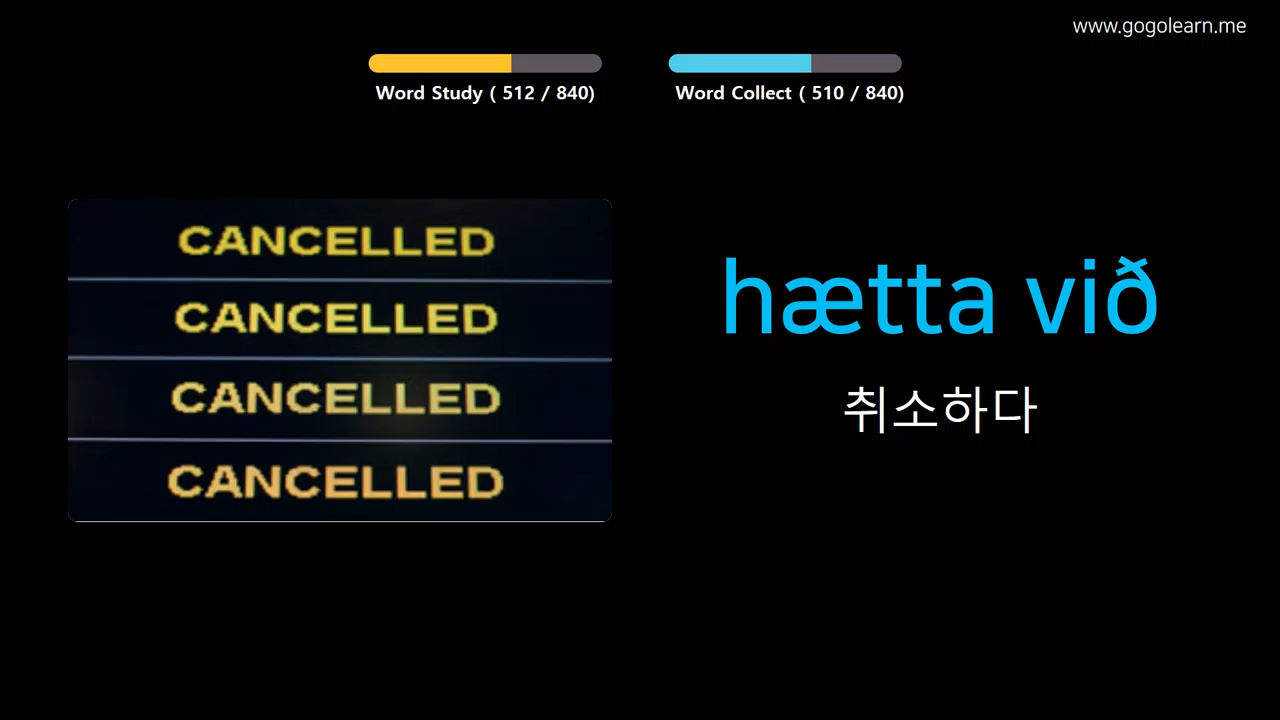 www.gogolearn.me
Word Study ( 512 / 840)
Word Collect ( 510 / 840)
CANCELLED
CANCELLED
CANCELLED
CANCELLED
hætta við
취소하다